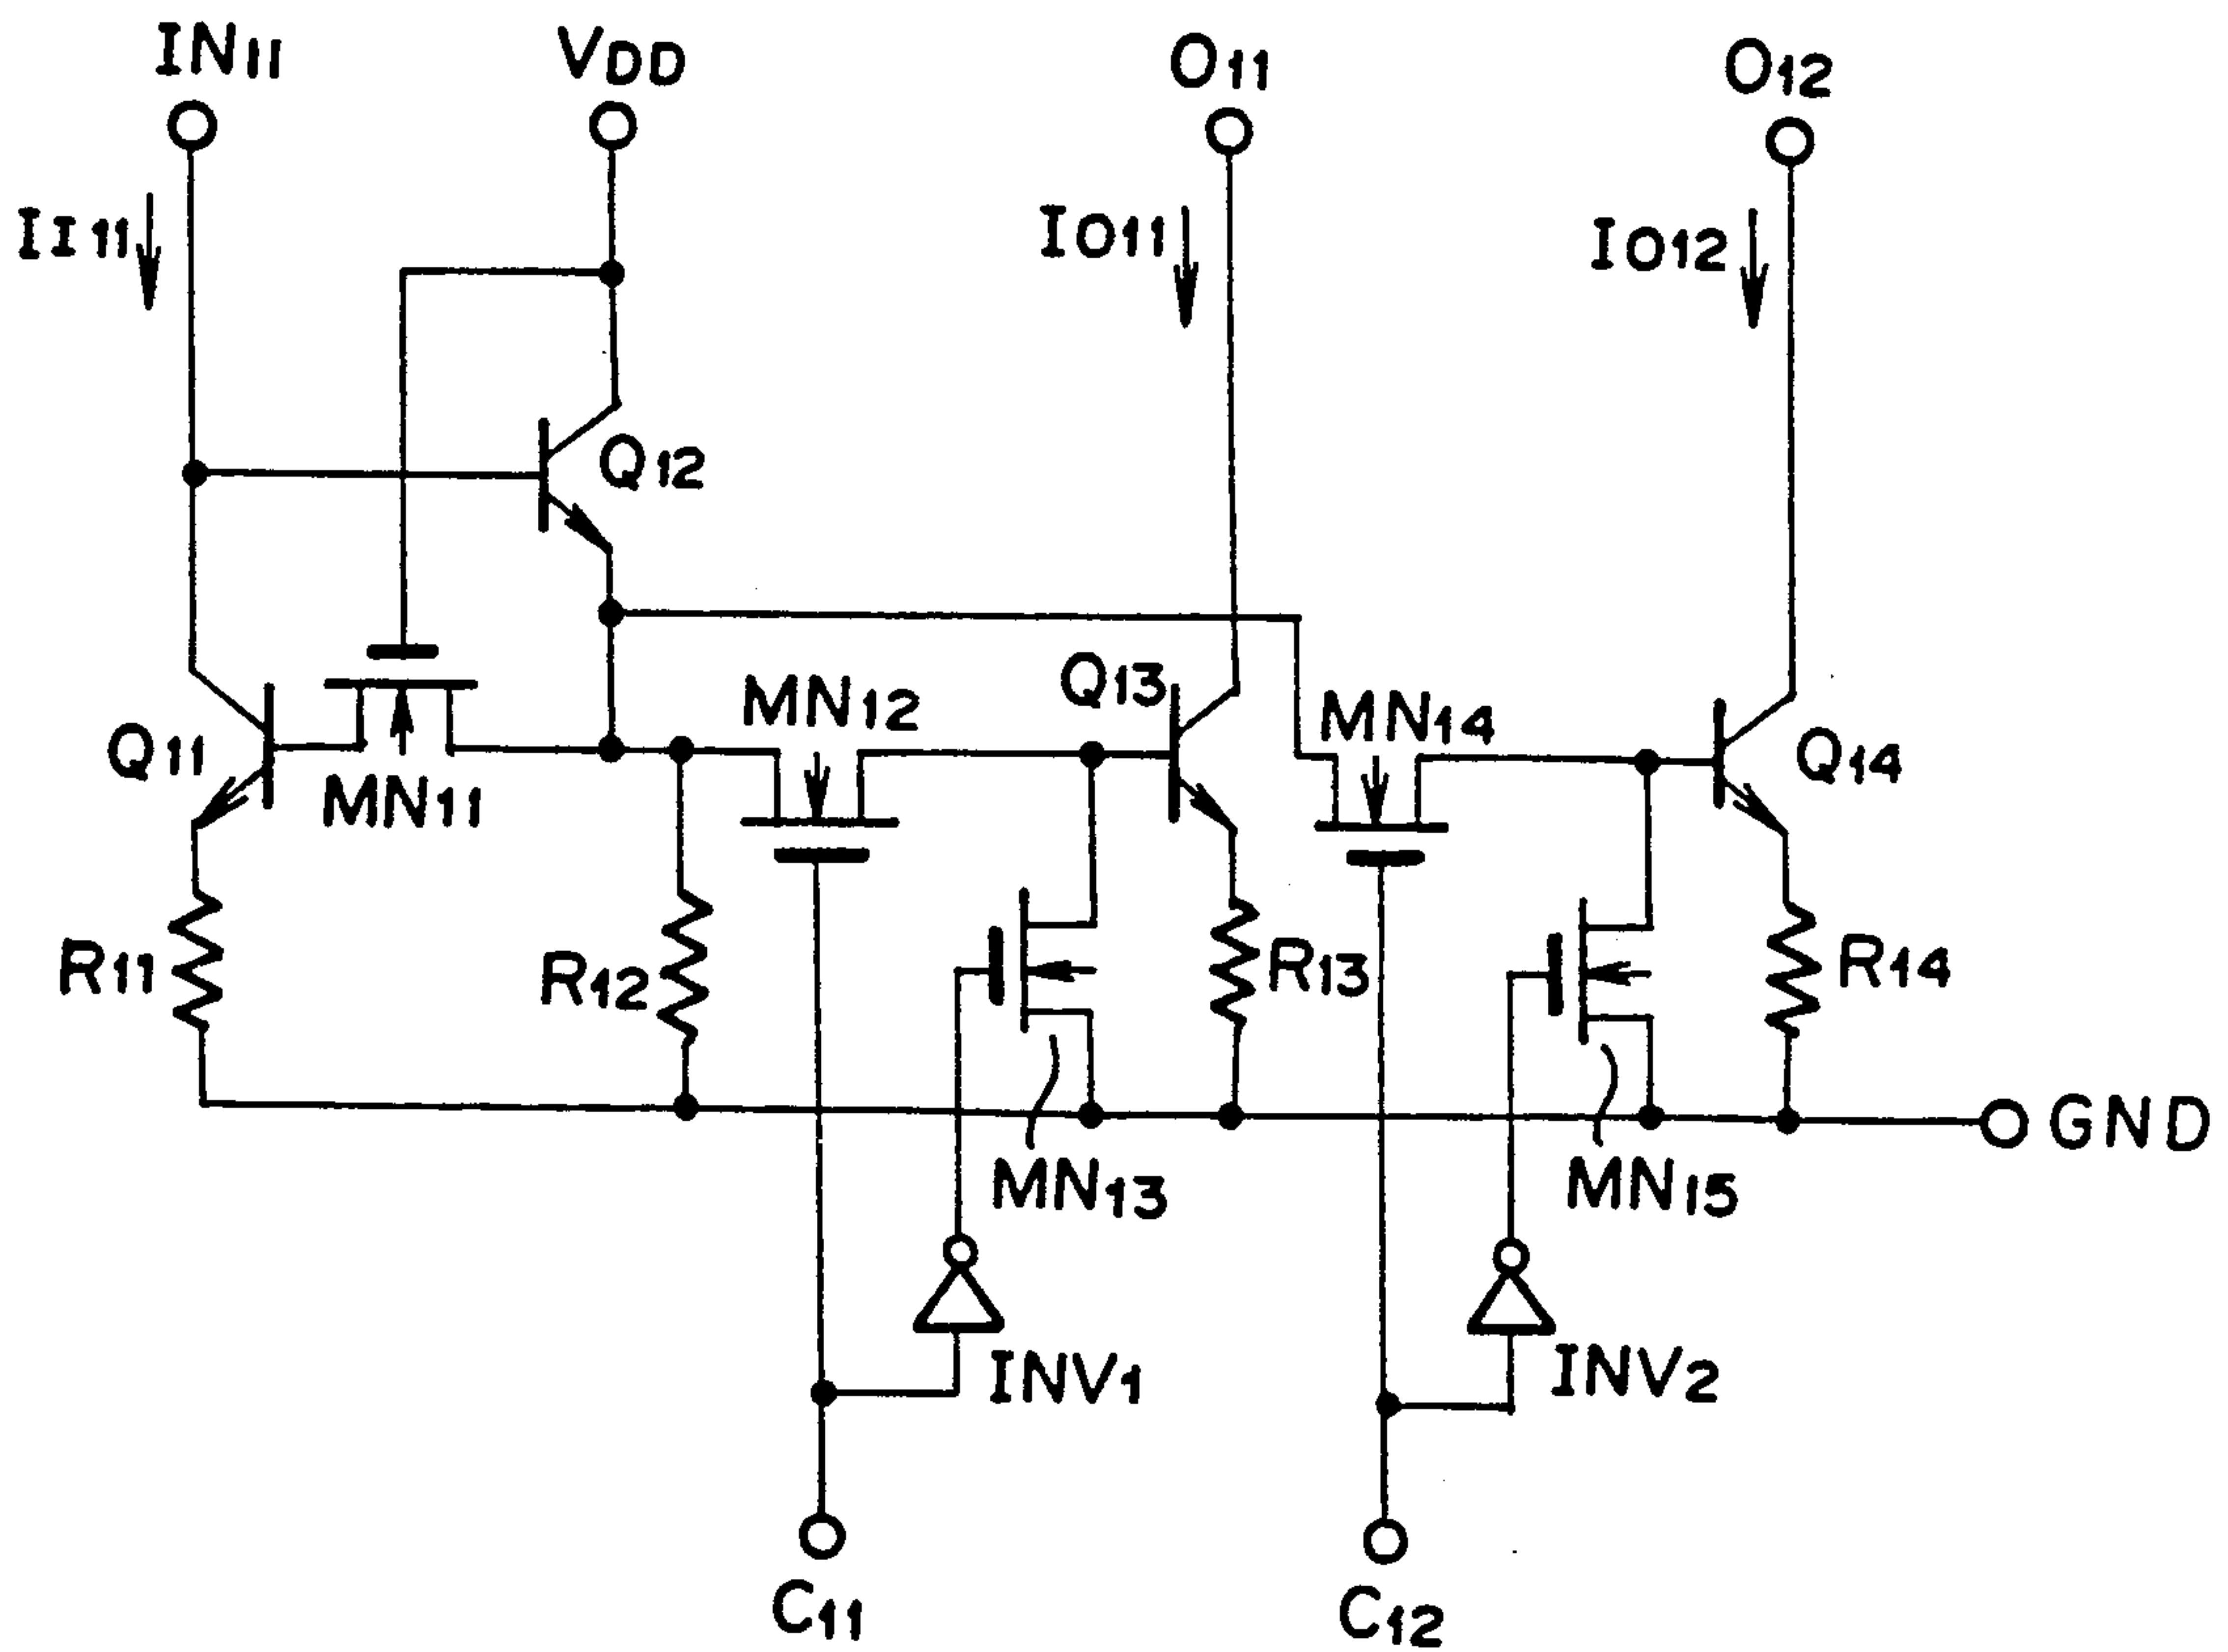 IN11
VDD
O11
O12
II11
IO11
IO12
Q12
Q13
MN12
MN14
Q11
Q14
MN11
R11
R12
R13
R14
GND
MN13
MN15
INV1
INV2
C11
C12